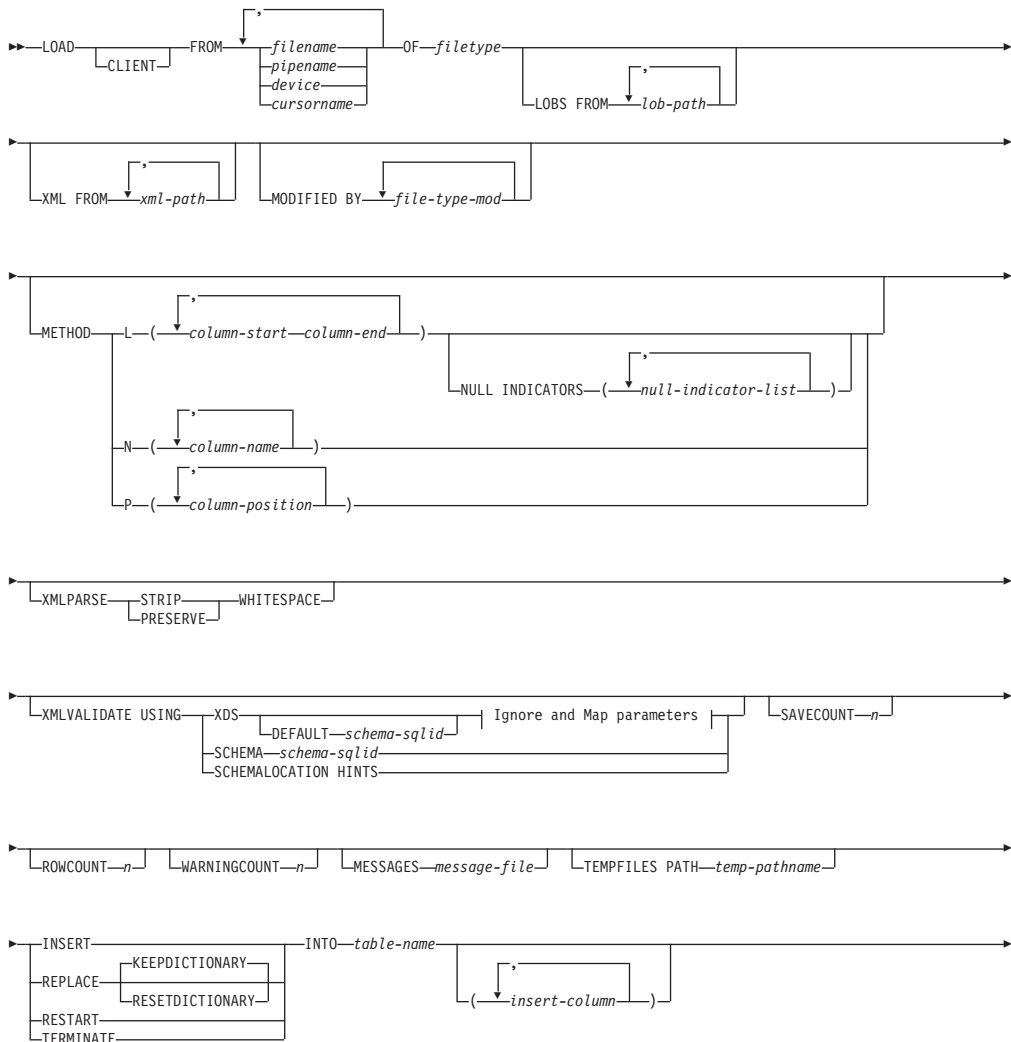 ,
LOAD CLIENT FROM filename OF filetype
pipename
device
cursorname
,
LOBS FROM lob-path
,
XML FROM xml-path
MODIFIED BY file-type-mod
,
METHOD L ( column-start column-end )
,
NULL INDICATORS ( null-indicator-list )
,
N ( column-name )
,
P ( column-position )
XMLPARSE STRIP WHITESPACE
PRESERVE
XMLVALIDATE USING XDS Ignore and Map parameters
DEFAULT schema-sqlid
SCHEMA schema-sqlid
SCHEMALOCATION HINTS
SAVECOUNT n
ROWCOUNT n WARNINGCOUNT n MESSAGES message-file TEMPFILES PATH temp-pathname
INSERT INTO table-name
KEEPDICTIONARY
REPLACE
RESETDICTIONARY
RESTART
TERMINATE
,
( insert-column )